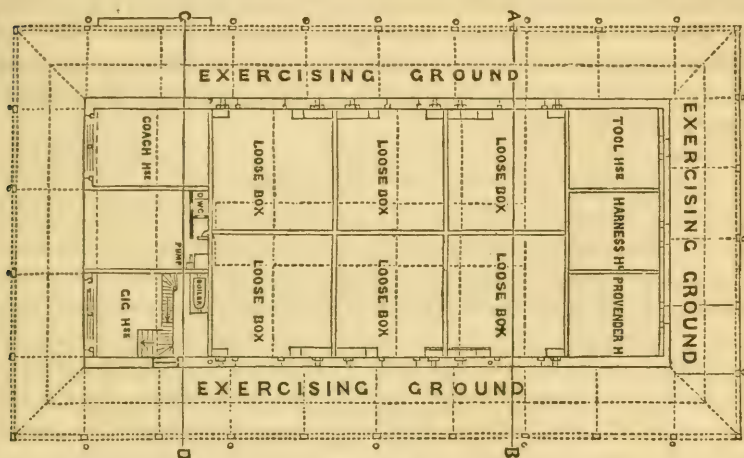 C
A
EXERCISING GROUND
EXERCISING GROUND
COACH HSE
LOOSE BOX
LOOSE BOX
LOOSE BOX
TOOL HSE
WC
HARNESS HE
PUMP
GIG HSE
BOILER
LOOSE BOX
LOOSE BOX
LOOSE BOX
PROVENDER H
EXERCISING GROUND
D
B